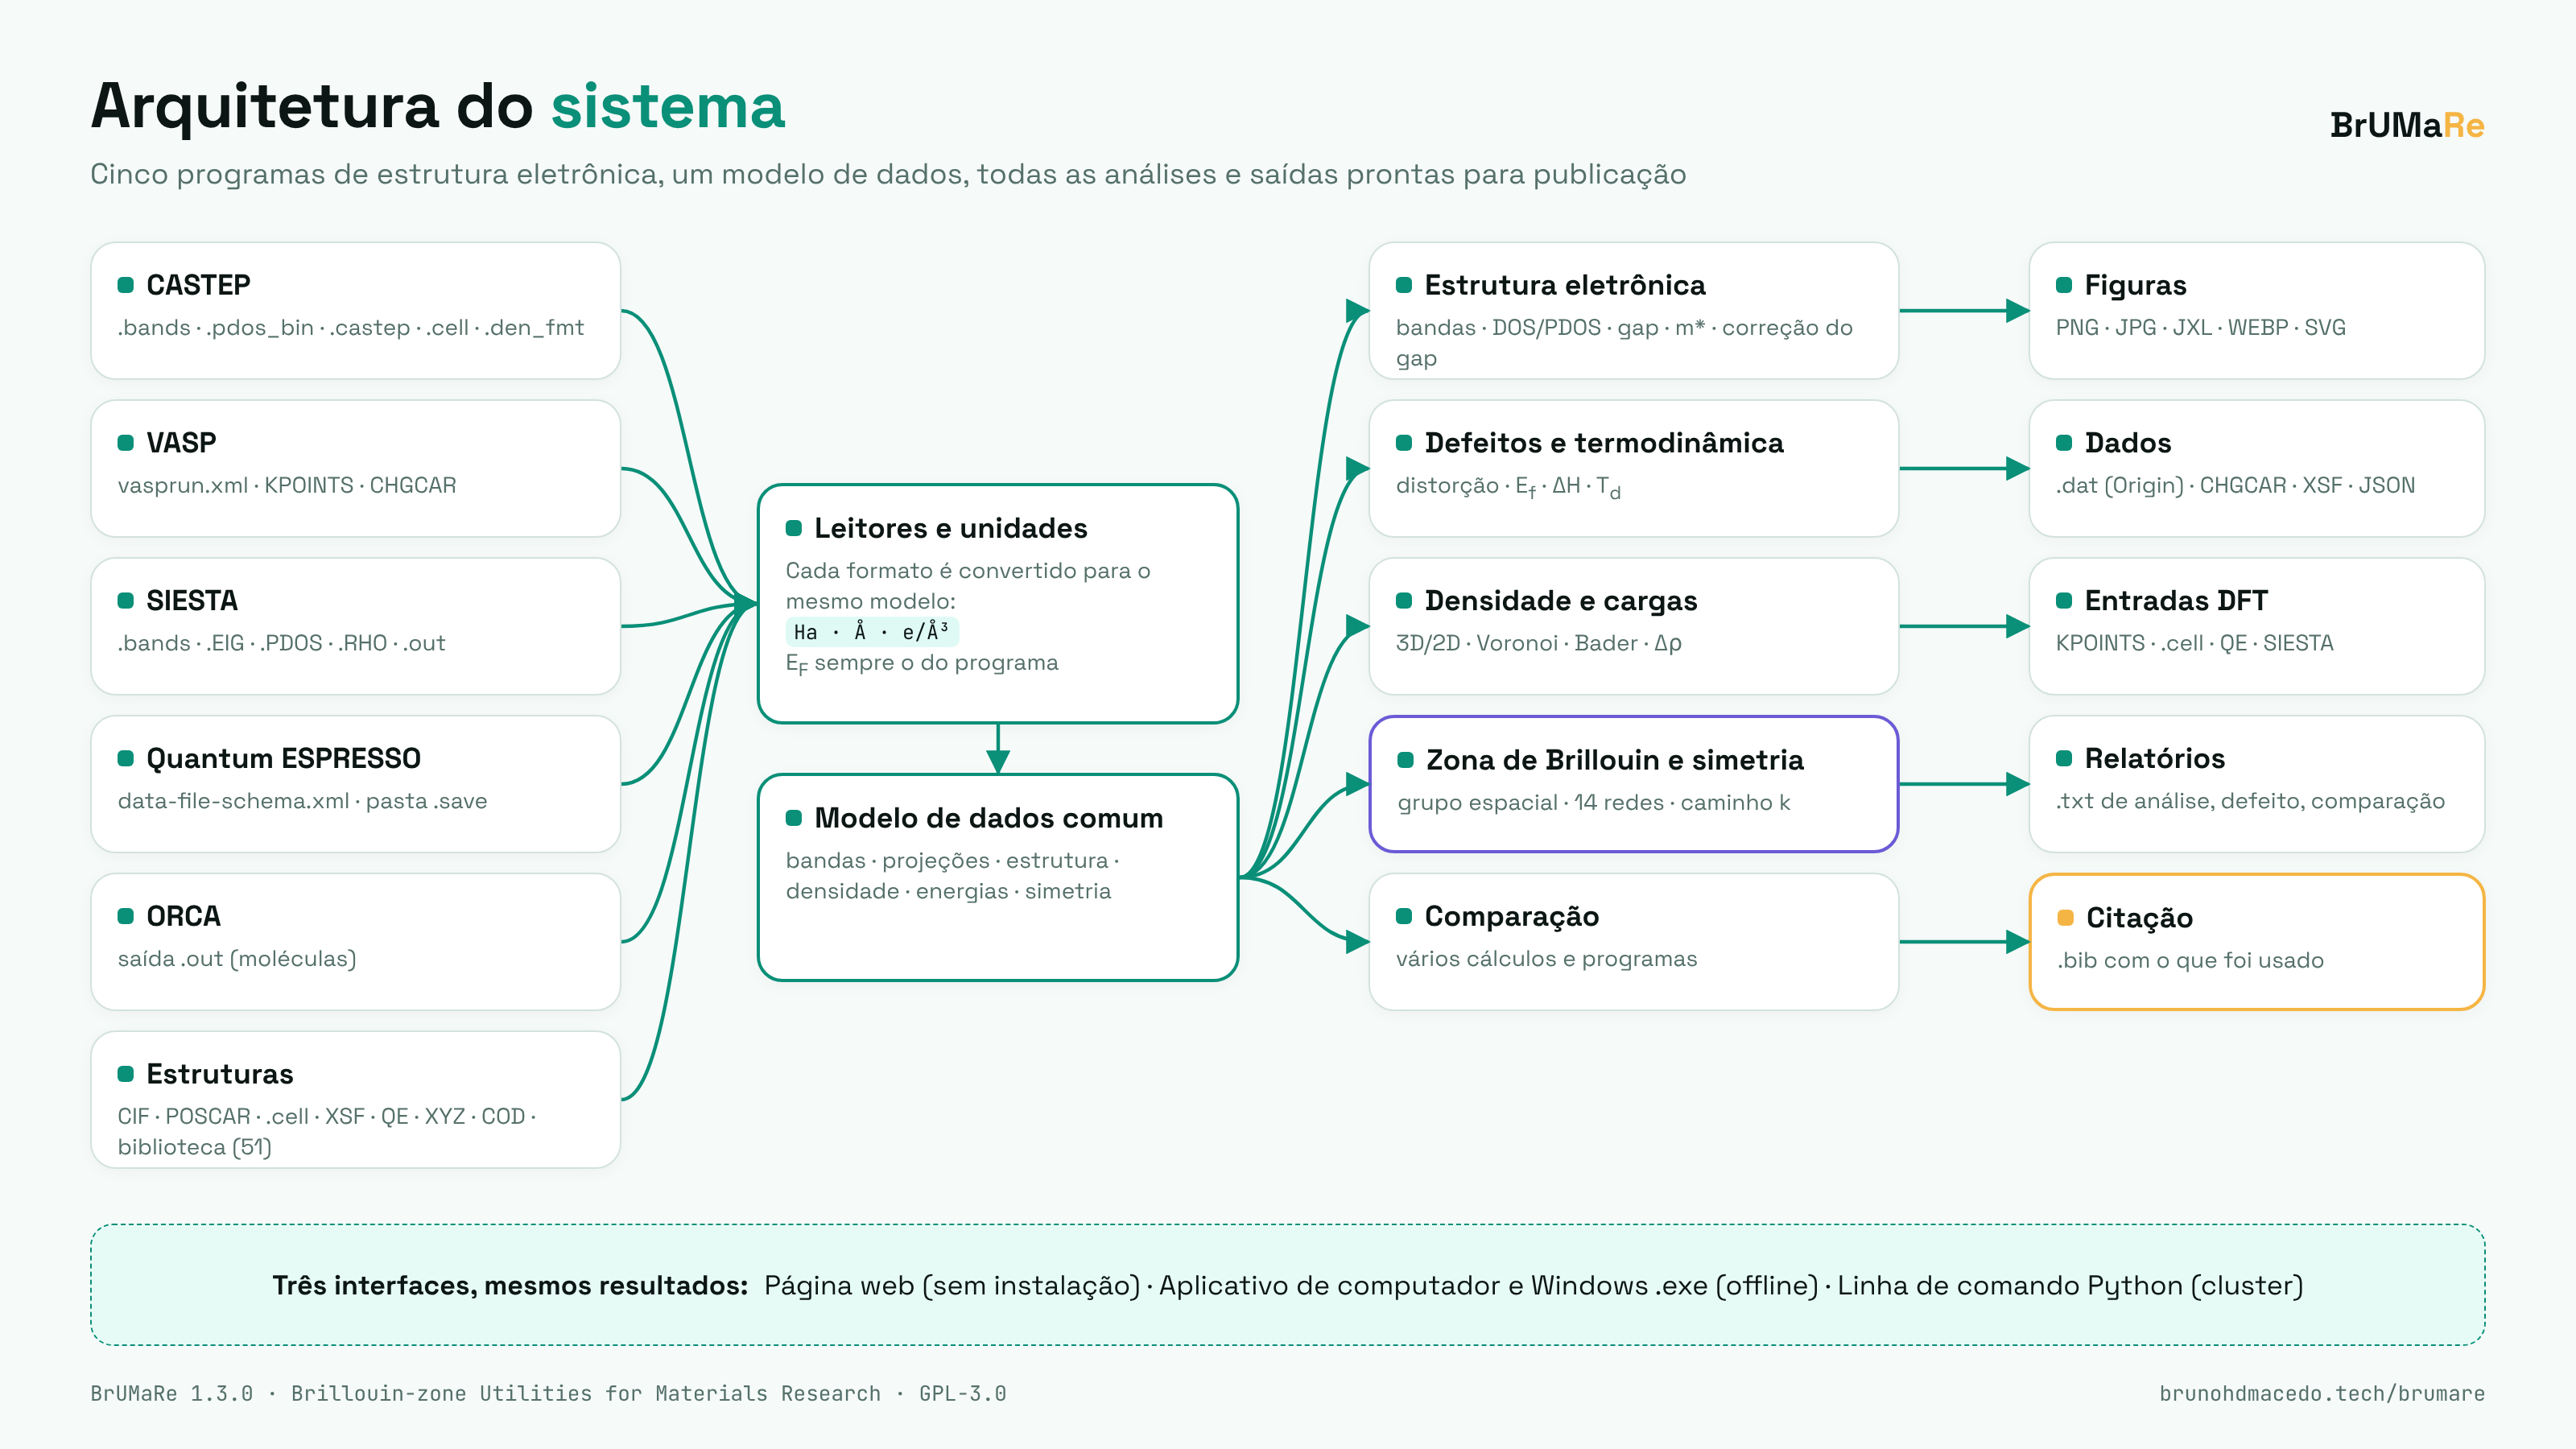 Arquitetura do sistema
BrUMaRe
Cinco programas de estrutura eletrônica, um modelo de dados, todas as análises e saídas prontas para publicação
CASTEP
.bands · .pdos_bin · .castep · .cell · .den_fmt
VASP
vasprun.xml · KPOINTS · CHGCAR
SIESTA
.bands · .EIG · .PDOS · .RHO · .out
Quantum ESPRESSO
data-file-schema.xml · pasta .save
ORCA
saída .out (moléculas)
Estruturas
CIF · POSCAR · .cell · XSF · QE · XYZ · COD ·
biblioteca (51)
Leitores e unidades
Cada formato é convertido para o
mesmo modelo:
Ha · Å · e/Å³
E_F sempre o do programa
Modelo de dados comum
bandas · projeções · estrutura ·
densidade · energias · simetria
Estrutura eletrônica
bandas · DOS/PDOS · gap · m* · correção do
gap
Defeitos e termodinâmica
distorção · E_f · ΔH · T_d
Densidade e cargas
3D/2D · Voronoi · Bader · Δρ
Zona de Brillouin e simetria
grupo espacial · 14 redes · caminho k
Comparação
vários cálculos e programas
Figuras
PNG · JPG · JXL · WEBP · SVG
Dados
.dat (Origin) · CHGCAR · XSF · JSON
Entradas DFT
KPOINTS · .cell · QE · SIESTA
Relatórios
.txt de análise, defeito, comparação
Citação
.bib com o que foi usado
Três interfaces, mesmos resultados: Página web (sem instalação) · Aplicativo de computador e Windows .exe (offline) · Linha de comando Python (cluster)
BrUMaRe 1.3.0 · Brillouin-zone Utilities for Materials Research · GPL-3.0
brunohdmacedo.tech/brumare